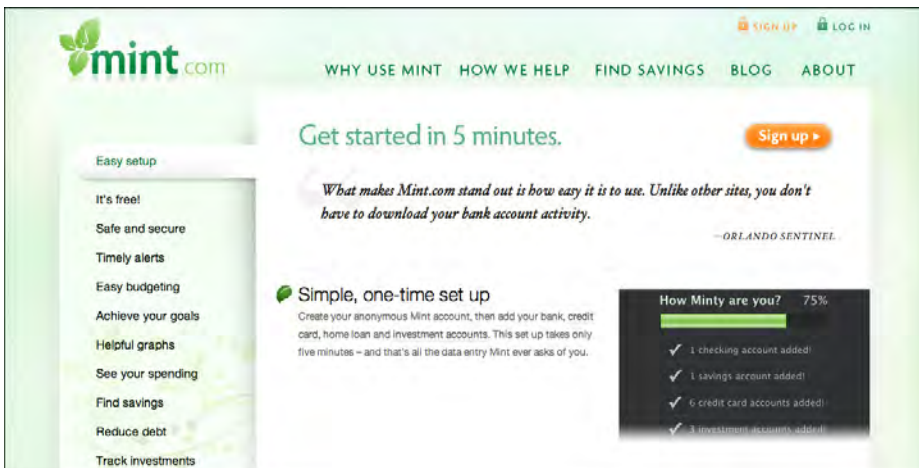 SIGN UP LOG IN
mint.com
WHY USE MINT HOW WE HELP FIND SAVINGS BLOG ABOUT
Get started in 5 minutes.
Sign up
Easy setup
It's free!
Safe and secure
Timely alerts
Easy budgeting
Achieve your goals
Helpful graphs
See your spending
Find savings
Reduce debt
Track investments
What makes Mint.com stand out is how easy it is to use. Unlike other sites, you don't
have to download your bank account activity.
—ORLANDO SENTINEL
Simple, one-time set up
Create your anonymous Mint account, then add your bank, credit
card, home loan and investment accounts. This set up takes only
five minutes – and that's all the data entry Mint ever asks of you.
How Minty are you? 75%
1 checking account added!
1 savings account added!
6 credit card accounts added!
3 investment accounts added!